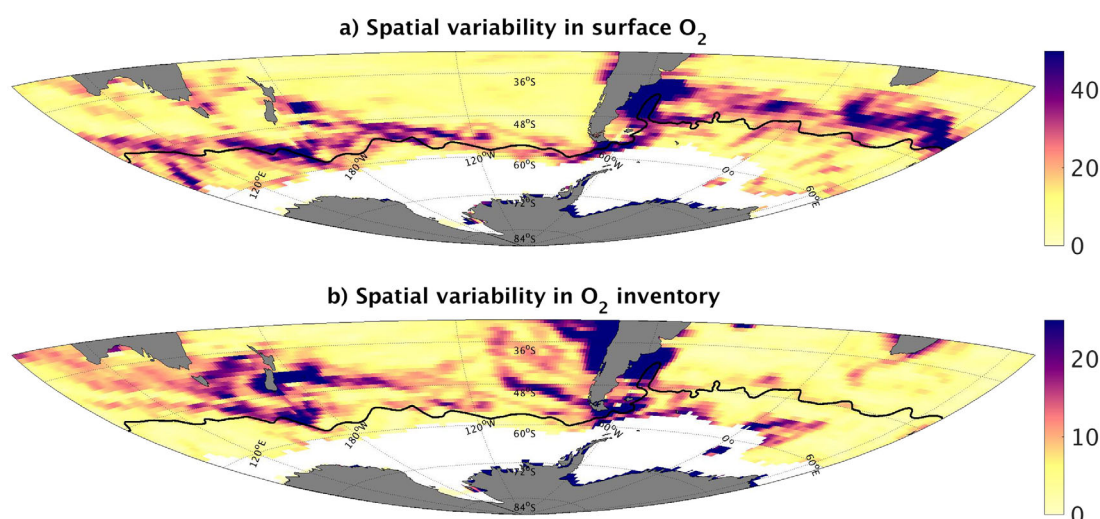 a) Spatial variability in surface O₂
36°S
48°S
60°S
72°S
84°S
120°E
180°W
120°W
60°W
0°
60°E
40
20
0
b) Spatial variability in O₂ inventory
36°S
48°S
60°S
72°S
84°S
120°E
180°W
120°W
60°W
0°
60°E
20
10
0